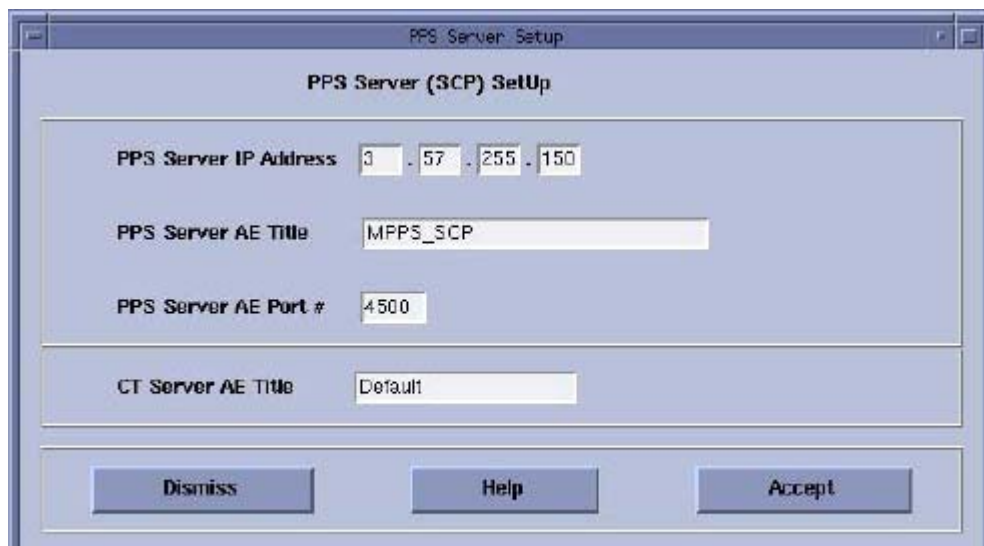 PPS Server Setup
PPS Server (SCP) SetUp
PPS Server IP Address 3 . 57 . 255 . 150
PPS Server AE Title MPPS_SCP
PPS Server AE Port # 4500
CT Server AE Title Default
Dismiss Help Accept